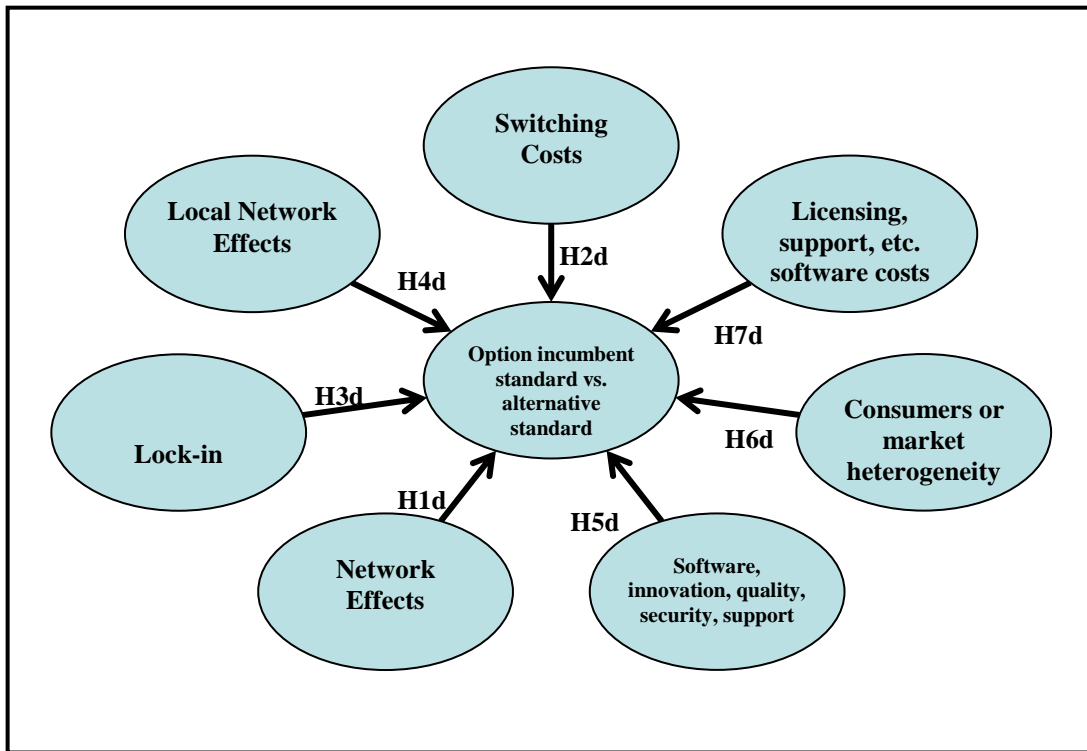 Switching
Costs
Local Network
Effects
Licensing,
support, etc.
software costs
H2d
H4d
H7d
Option incumbent
standard vs.
alternative
standard
H3d
Lock-in
Consumers or
market
heterogeneity
H6d
H1d
H5d
Network
Effects
Software,
innovation, quality,
security, support